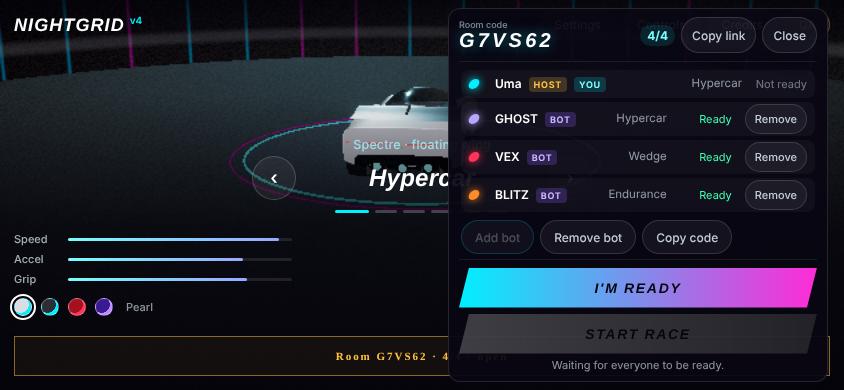 NIGHTGRID v4
Settings
Room code
G7VS62
4/4
Copy link
Close
Uma HOST YOU Hypercar Not ready
GHOST BOT Hypercar Ready Remove
VEX BOT Wedge Ready Remove
BLITZ BOT Endurance Ready Remove
Add bot
Remove bot
Copy code
I'M READY
START RACE
Waiting for everyone to be ready.
Spectre · floatin
‹ Hypercar
Speed
Accel
Grip
Pearl
Room G7VS62 · 4